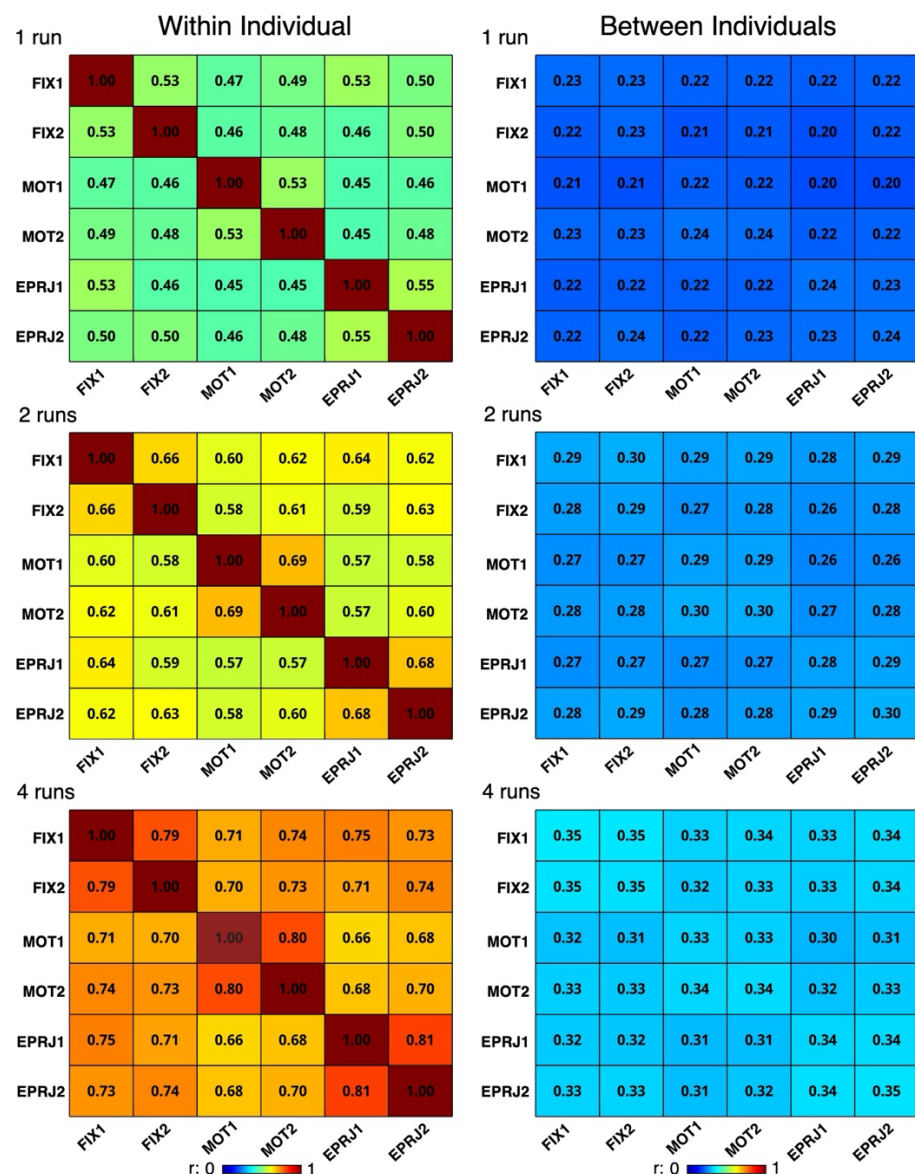 Within Individual Between Individuals
1 run 1 run
FIX1 1.00 0.53 0.47 0.49 0.53 0.50 FIX1 0.23 0.23 0.22 0.22 0.22 0.22
FIX2 0.53 1.00 0.46 0.48 0.46 0.50 FIX2 0.22 0.23 0.21 0.21 0.20 0.22
MOT1 0.47 0.46 1.00 0.53 0.45 0.46 MOT1 0.21 0.21 0.22 0.22 0.20 0.20
MOT2 0.49 0.48 0.53 1.00 0.45 0.48 MOT2 0.23 0.23 0.24 0.24 0.22 0.22
EPRJ1 0.53 0.46 0.45 0.45 1.00 0.55 EPRJ1 0.22 0.22 0.22 0.22 0.24 0.23
EPRJ2 0.50 0.50 0.46 0.48 0.55 1.00 EPRJ2 0.22 0.24 0.22 0.23 0.23 0.24
FIX1 FIX2 MOT1 MOT2 EPRJ1 EPRJ2 FIX1 FIX2 MOT1 MOT2 EPRJ1 EPRJ2
2 runs 2 runs
FIX1 1.00 0.66 0.60 0.62 0.64 0.62 FIX1 0.29 0.30 0.29 0.29 0.28 0.29
FIX2 0.66 1.00 0.58 0.61 0.59 0.63 FIX2 0.28 0.29 0.27 0.28 0.26 0.28
MOT1 0.60 0.58 1.00 0.69 0.57 0.58 MOT1 0.27 0.27 0.29 0.29 0.26 0.26
MOT2 0.62 0.61 0.69 1.00 0.57 0.60 MOT2 0.28 0.28 0.30 0.30 0.27 0.28
EPRJ1 0.64 0.59 0.57 0.57 1.00 0.68 EPRJ1 0.27 0.27 0.27 0.27 0.28 0.29
EPRJ2 0.62 0.63 0.58 0.60 0.68 1.00 EPRJ2 0.28 0.29 0.28 0.28 0.29 0.30
FIX1 FIX2 MOT1 MOT2 EPRJ1 EPRJ2 FIX1 FIX2 MOT1 MOT2 EPRJ1 EPRJ2
4 runs 4 runs
FIX1 1.00 0.79 0.71 0.74 0.75 0.73 FIX1 0.35 0.35 0.33 0.34 0.33 0.34
FIX2 0.79 1.00 0.70 0.73 0.71 0.74 FIX2 0.35 0.35 0.32 0.33 0.33 0.34
MOT1 0.71 0.70 1.00 0.80 0.66 0.68 MOT1 0.32 0.31 0.33 0.33 0.30 0.31
MOT2 0.74 0.73 0.80 1.00 0.68 0.70 MOT2 0.33 0.33 0.34 0.34 0.32 0.33
EPRJ1 0.75 0.71 0.66 0.68 1.00 0.81 EPRJ1 0.32 0.32 0.31 0.31 0.34 0.34
EPRJ2 0.73 0.74 0.68 0.70 0.81 1.00 EPRJ2 0.33 0.33 0.31 0.32 0.34 0.35
FIX1 FIX2 MOT1 MOT2 EPRJ1 EPRJ2 FIX1 FIX2 MOT1 MOT2 EPRJ1 EPRJ2
r: 0 1 r: 0 1